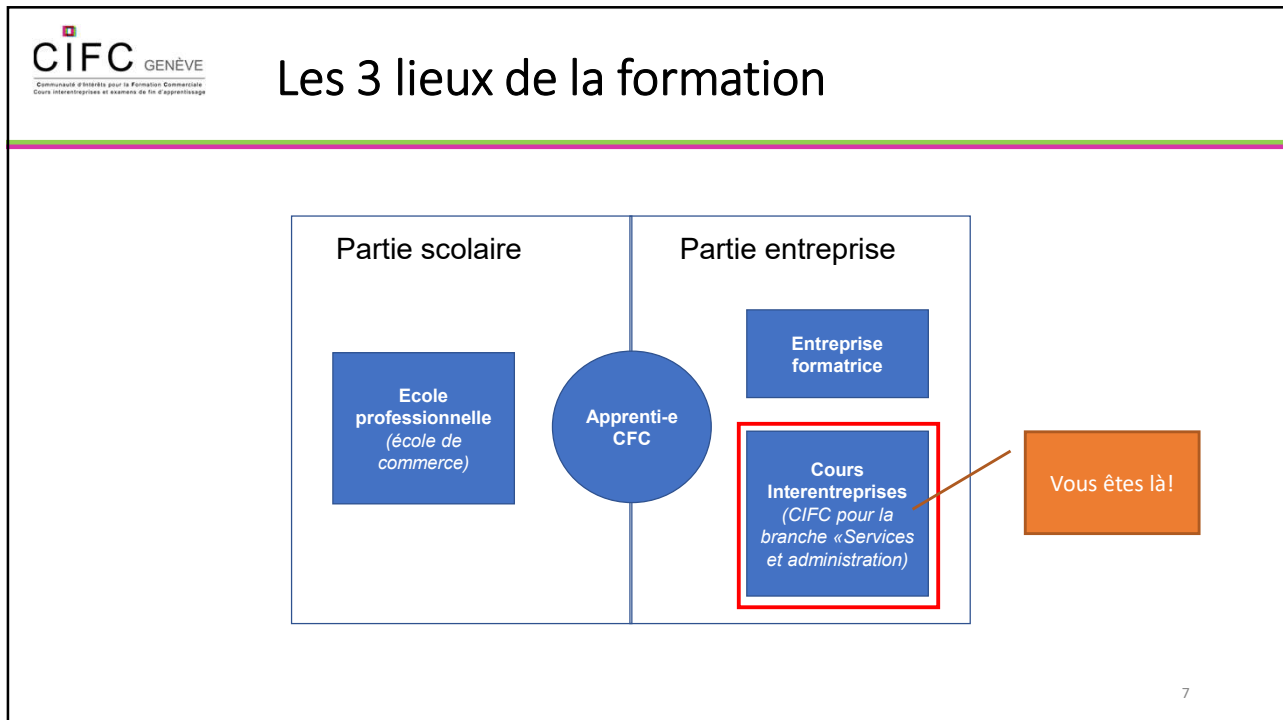 CIFC GENÈVE
Communauté d'Intérêts pour la Formation Commerciale
Cours interentreprises et examens de fin d'apprentissage
Les 3 lieux de la formation
Partie scolaire
Partie entreprise
Ecole
professionnelle
(école de
commerce)
Apprenti-e
CFC
Entreprise
formatrice
Cours
Interentreprises
(CIFC pour la
branche «Services
et administration)
Vous êtes là!
7